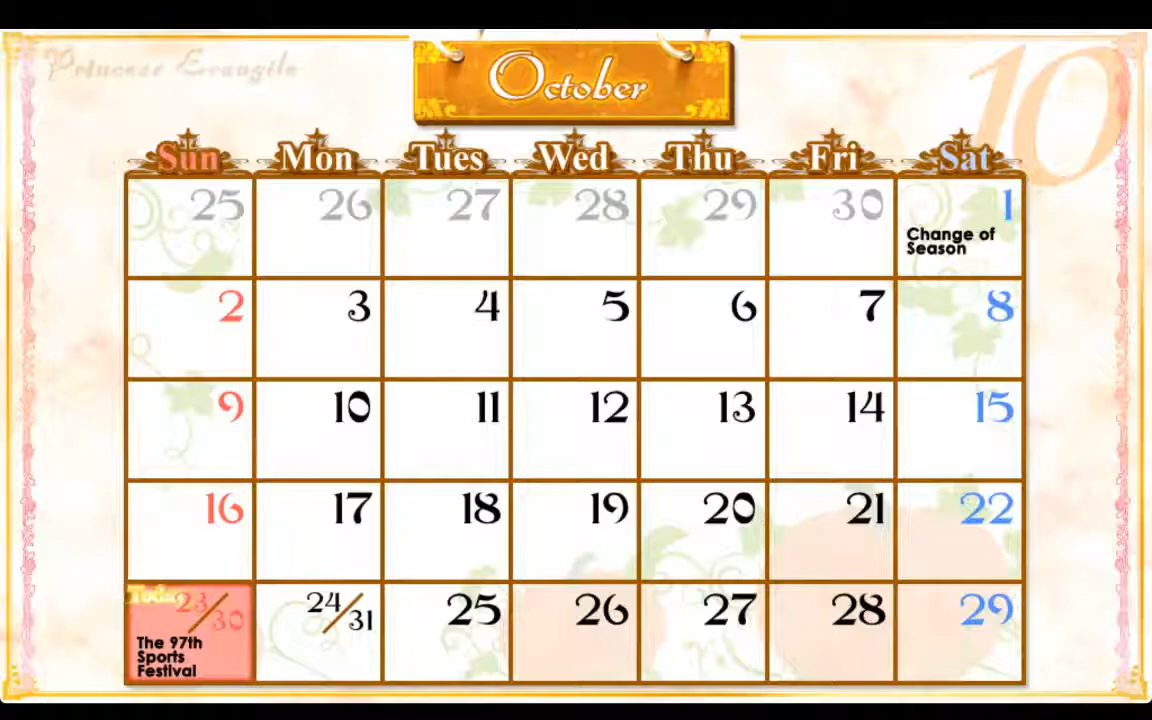 Princess Evangile
October
10
Sun Mon Tues Wed Thu Fri Sat
25 26 27 28 29 30 1
Change of
Season
2 3 4 5 6 7 8
9 10 11 12 13 14 15
16 17 18 19 20 21 22
Today
23/30 24/31 25 26 27 28 29
The 97th
Sports
Festival